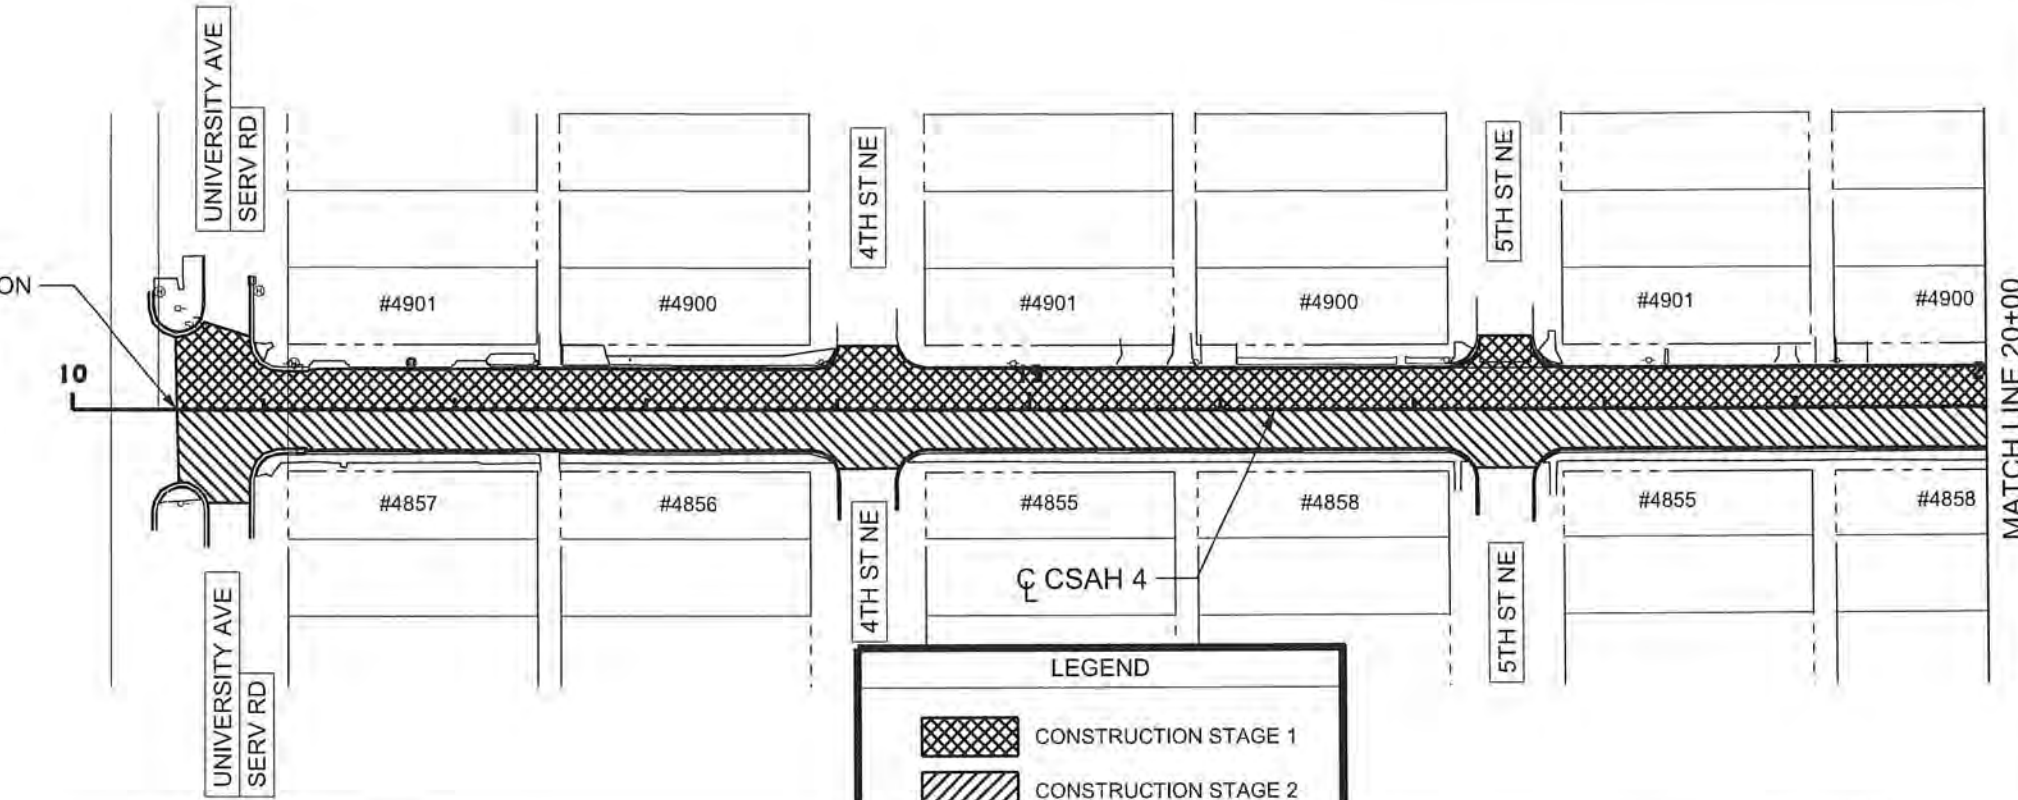 UNIVERSITY AVE
SERV RD
4TH ST NE
5TH ST NE
ON
#4901
#4900
#4901
#4900
#4901
#4900
10
MATCH LINE 20+00
#4857
#4856
#4855
#4858
#4855
#4858
℄ CSAH 4
UNIVERSITY AVE
SERV RD
4TH ST NE
5TH ST NE
LEGEND
CONSTRUCTION STAGE 1
CONSTRUCTION STAGE 2